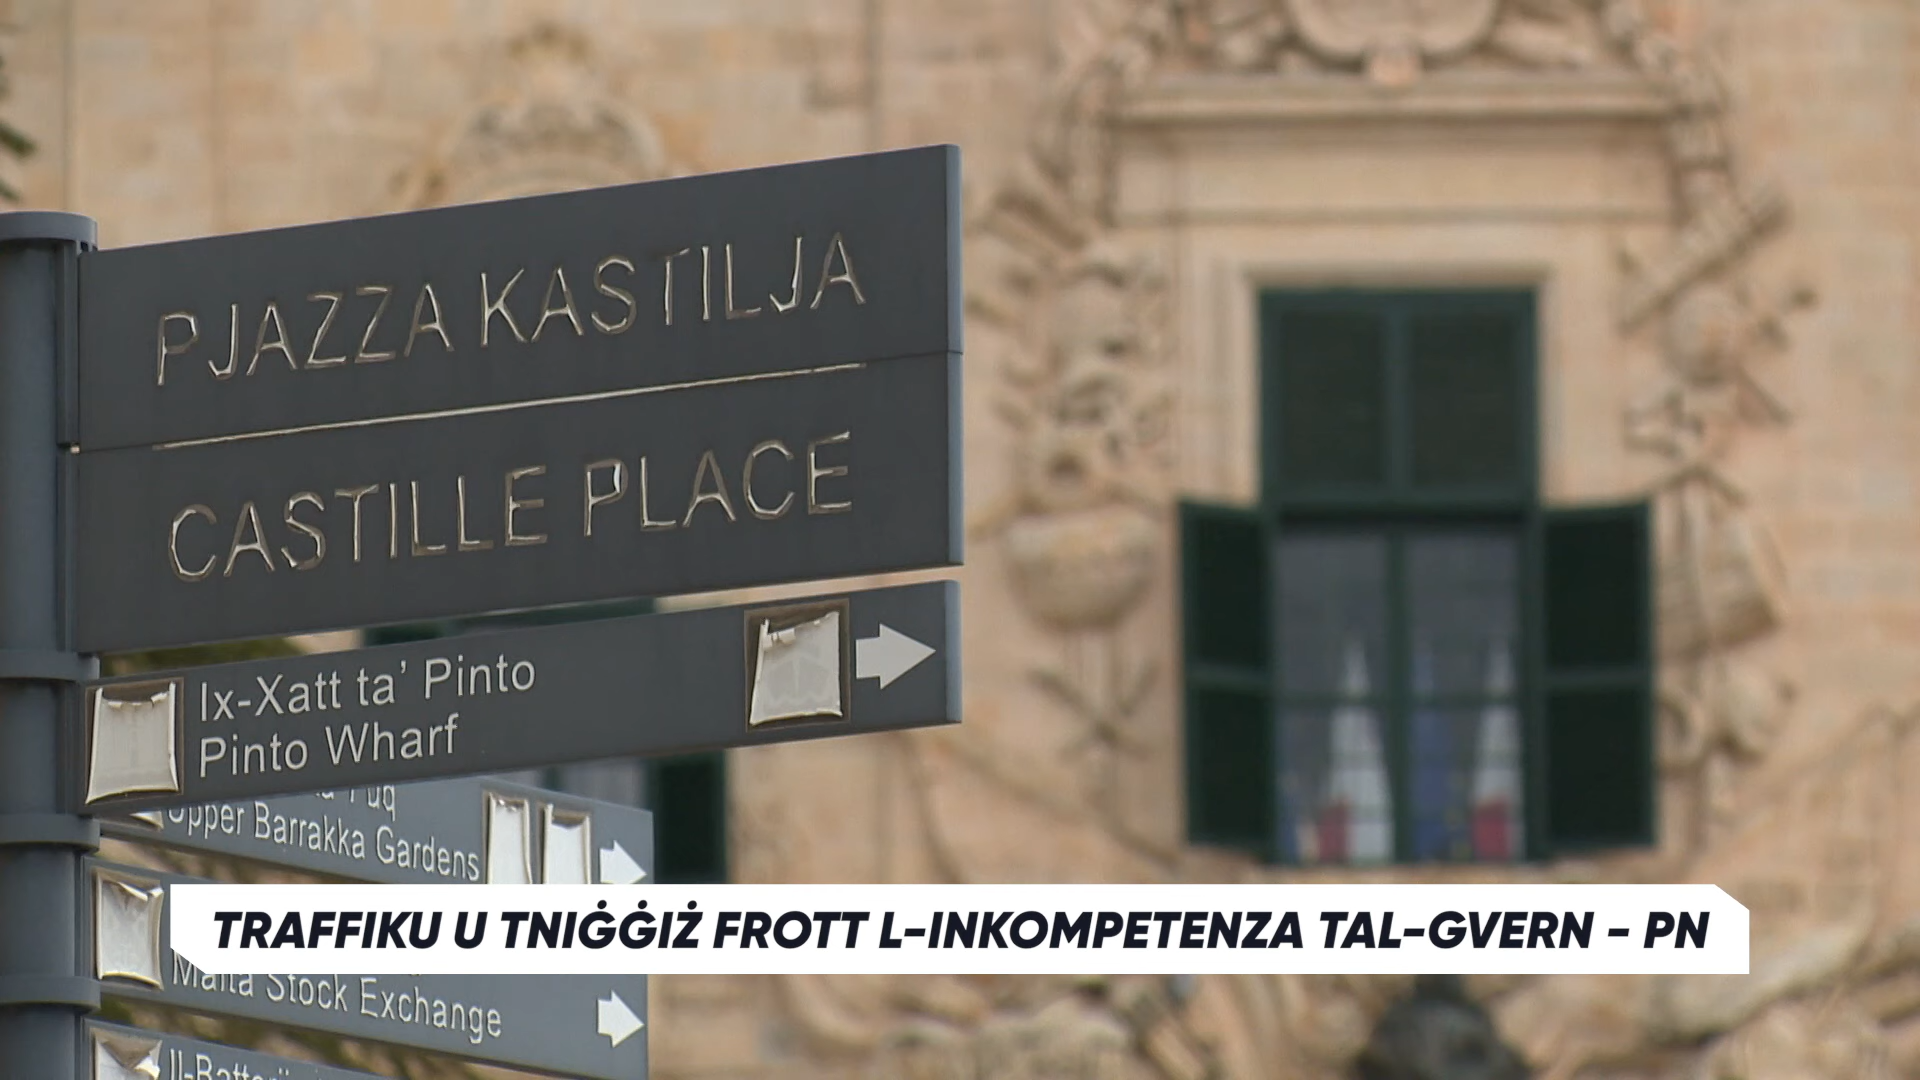 PJAZZA KASTILJA
CASTILLE PLACE
Ix-Xatt ta' Pinto
Pinto Wharf
Upper Barrakka Gardens
TRAFFIKU U TNIĠĠIŻ FROTT L-INKOMPETENZA TAL-GVERN - PN
Malta Stock Exchange